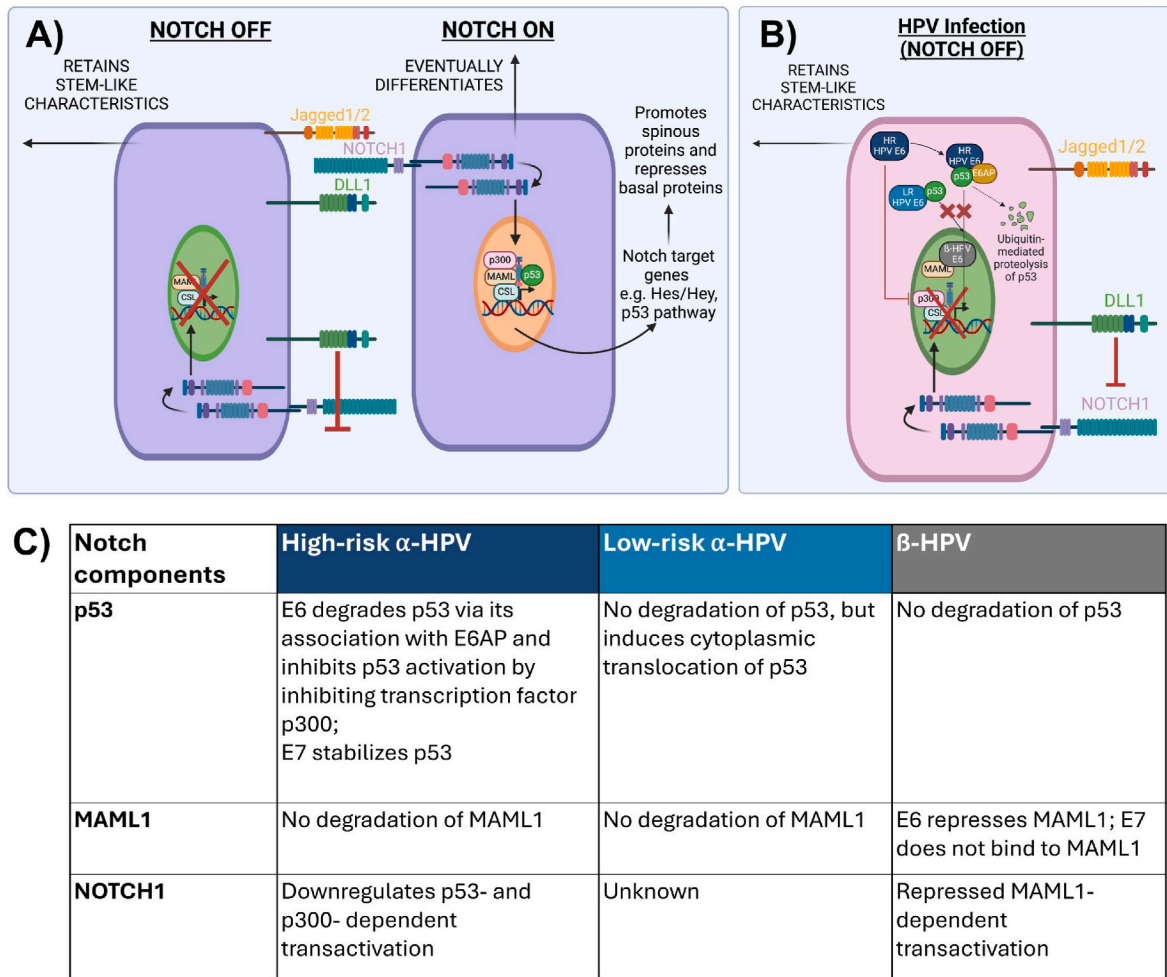 A)
NOTCH OFF
NOTCH ON
RETAINS
STEM-LIKE
CHARACTERISTICS
EVENTUALLY
DIFFERENTIATES
Jagged1/2
NOTCH1
DLL1
Promotes
spinous
proteins and
represses
basal proteins
p300
MAML
p53
CSL
MAML
CSL
Notch target
genes
e.g. Hes/Hey,
p53 pathway
B)
HPV Infection
(NOTCH OFF)
RETAINS
STEM-LIKE
CHARACTERISTICS
HR
HPV E6
HR
HPV E6
p53
E6AP
LR
HPV E6
p53
ß-HPV
E6
MAML
p300
CSL
Ubiquitin-
mediated
proteolysis
of p53
Jagged1/2
DLL1
NOTCH1
C)
Notch
components
High-risk α-HPV
Low-risk α-HPV
ß-HPV
p53
E6 degrades p53 via its
association with E6AP and
inhibits p53 activation by
inhibiting transcription factor
p300;
E7 stabilizes p53
No degradation of p53, but
induces cytoplasmic
translocation of p53
No degradation of p53
MAML1
No degradation of MAML1
No degradation of MAML1
E6 represses MAML1; E7
does not bind to MAML1
NOTCH1
Downregulates p53- and
p300- dependent
transactivation
Unknown
Repressed MAML1-
dependent
transactivation